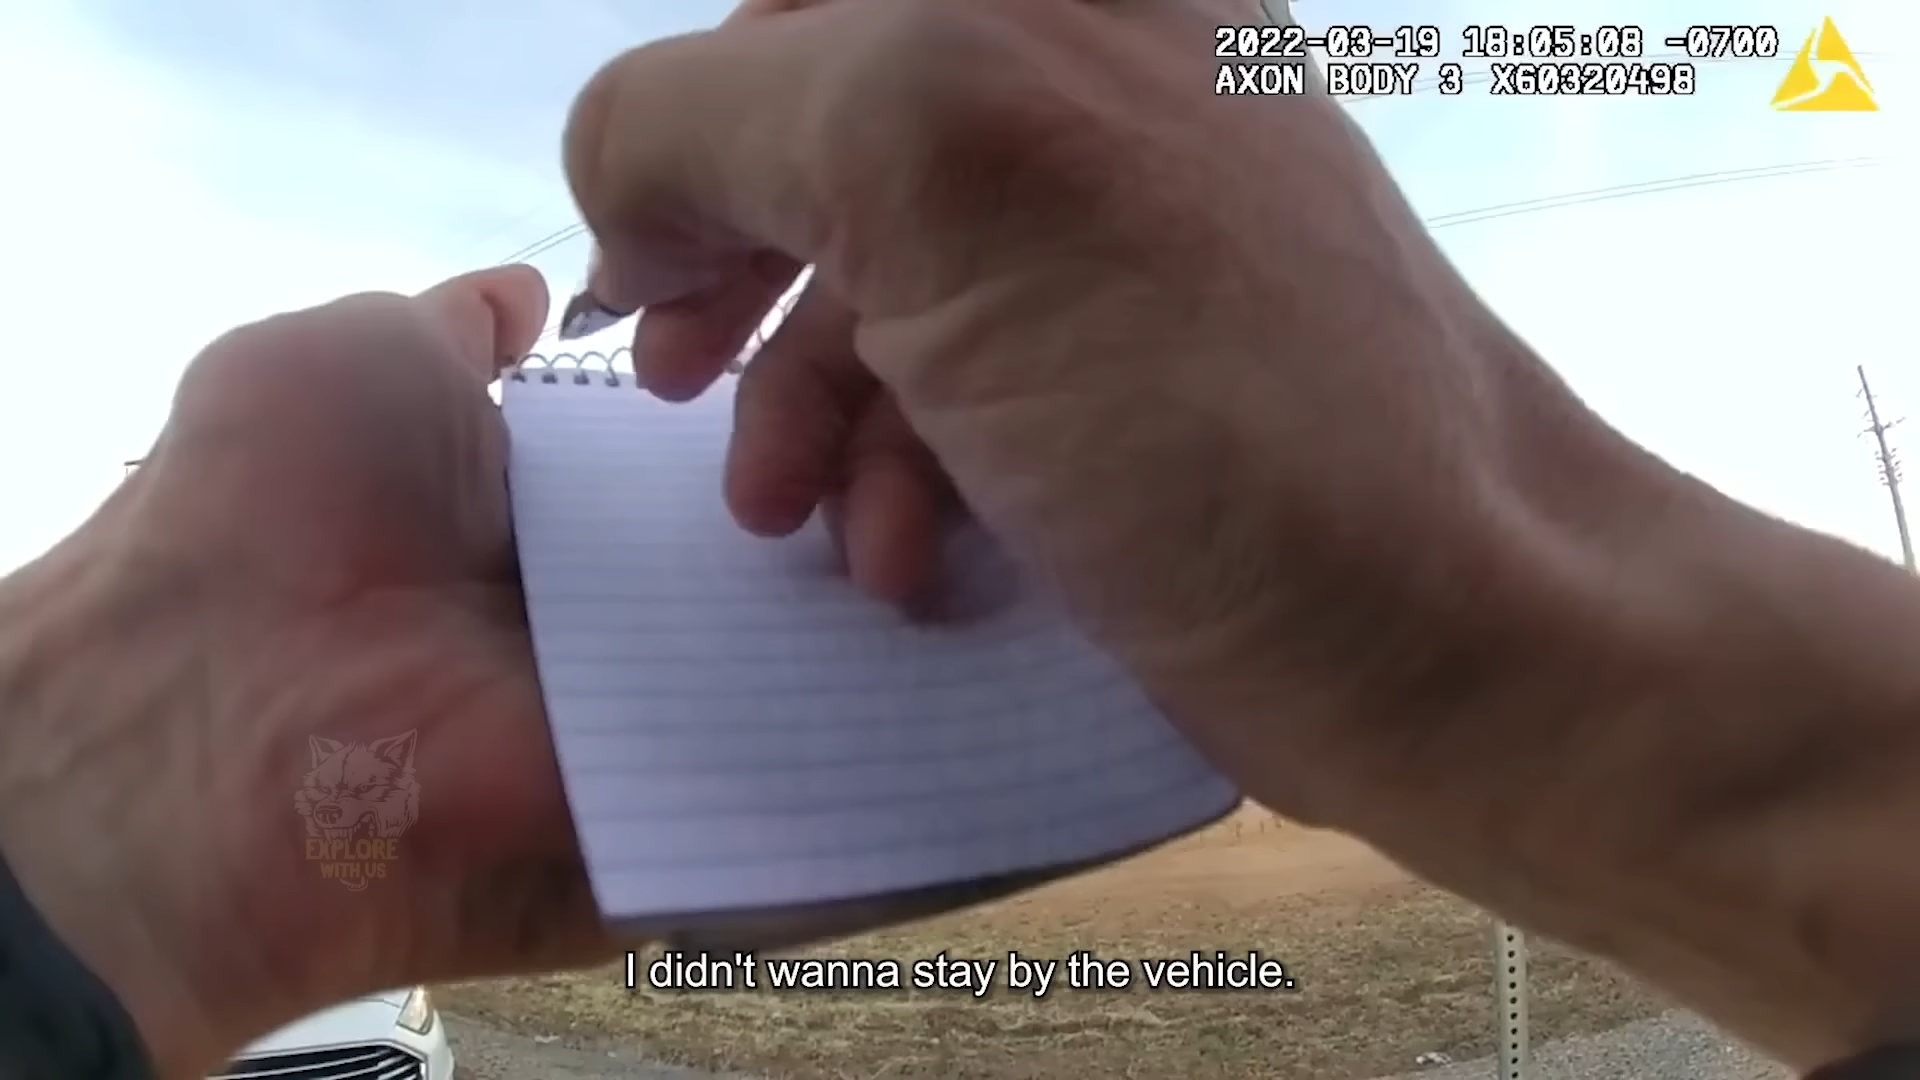 2022-03-19 18:05:08 -0700
AXON BODY 3 X60320498
EXPLORE
WITH US
I didn't wanna stay by the vehicle.